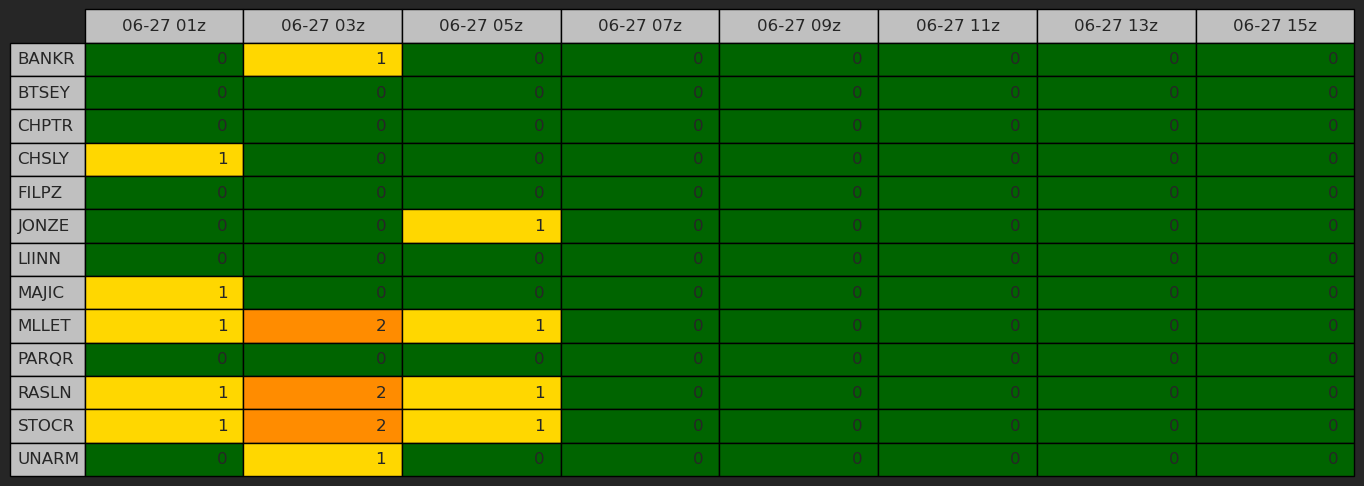 06-27 01z 06-27 03z 06-27 05z 06-27 07z 06-27 09z 06-27 11z 06-27 13z 06-27 15z
BANKR 0 1 0 0 0 0 0 0
BTSEY 0 0 0 0 0 0 0 0
CHPTR 0 0 0 0 0 0 0 0
CHSLY 1 0 0 0 0 0 0 0
FILPZ 0 0 0 0 0 0 0 0
JONZE 0 0 1 0 0 0 0 0
LIINN 0 0 0 0 0 0 0 0
MAJIC 1 0 0 0 0 0 0 0
MLLET 1 2 1 0 0 0 0 0
PARQR 0 0 0 0 0 0 0 0
RASLN 1 2 1 0 0 0 0 0
STOCR 1 2 1 0 0 0 0 0
UNARM 0 1 0 0 0 0 0 0